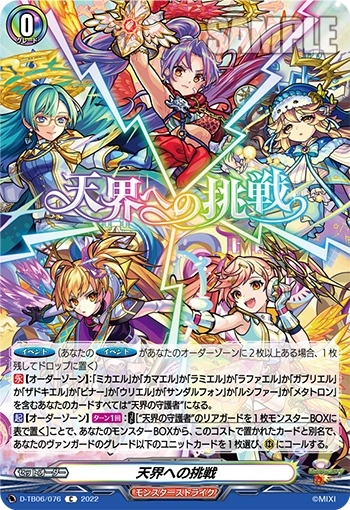 0
グレード
SAMPLE
天界への挑戦
イベント (あなたの イベント があなたのオーダーゾーンに2枚以上ある場合、1枚
残してドロップに置く)
永【オーダーゾーン】:「ミカエル」か「カマエル」か「ラミエル」か「ラファエル」か「ガブリエル」
か「ザドキエル」か「ビナー」か「ウリエル」か「サンダルフォン」か「ルシファー」か「メタトロン」
を含むあなたのカードすべては“天界の守護者”になる。
起【オーダーゾーン】ターン1回:【“天界の守護者”のリアガードを1枚モンスターBOXに
表で置く】ことで、あなたのモンスターBOXから、このコストで置かれたカードと別名で、
あなたのヴァンガードのグレード以下のユニットカードを1枚選び、Ⓡにコールする。
天界への挑戦
D-TB06/076 C 2022
モンスターストライク
©MIXI